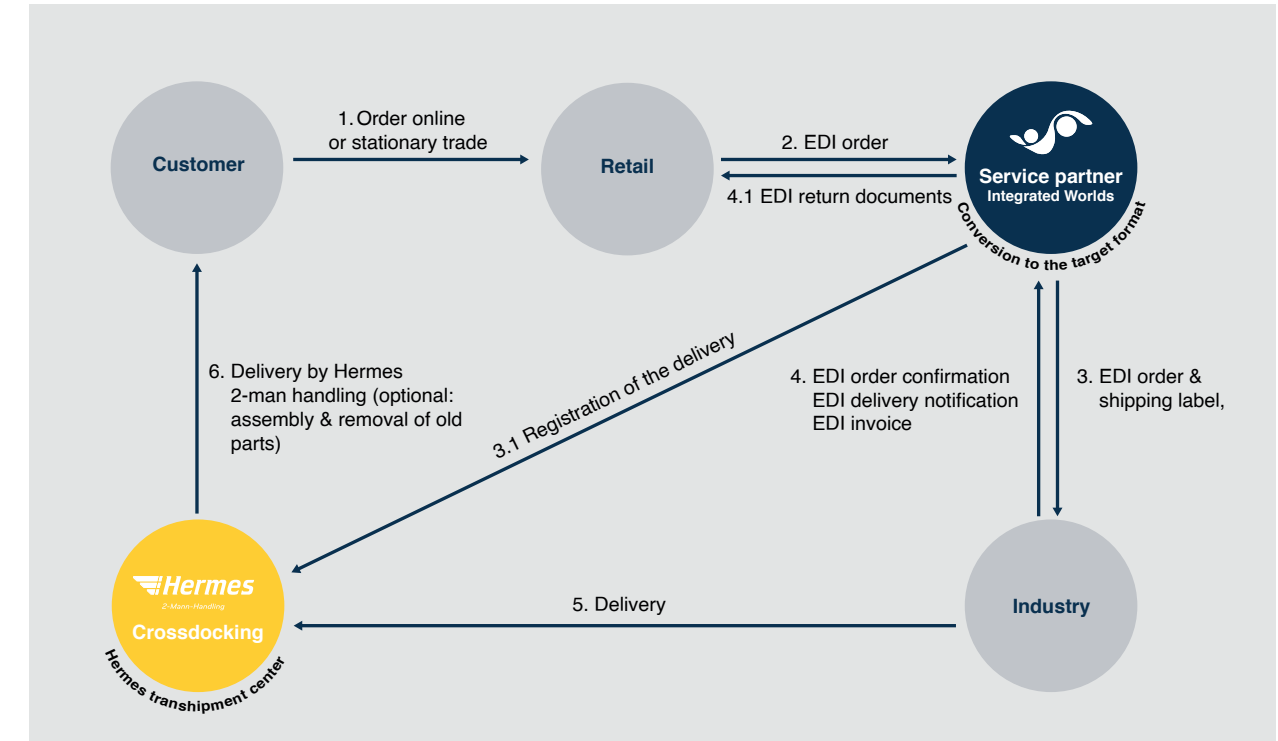 1. Order online
or stationary trade
Customer
Retail
2. EDI order
4.1 EDI return documents
Service partner
Integrated Worlds
Conversion to the target format
3.1 Registration of the delivery
6. Delivery by Hermes
2-man handling (optional:
assembly & removal of old
parts)
4. EDI order confirmation
EDI delivery notification
EDI invoice
3. EDI order &
shipping label,
Hermes
2-Mann-Handling
Crossdocking
Hermes transhipment center
5. Delivery
Industry